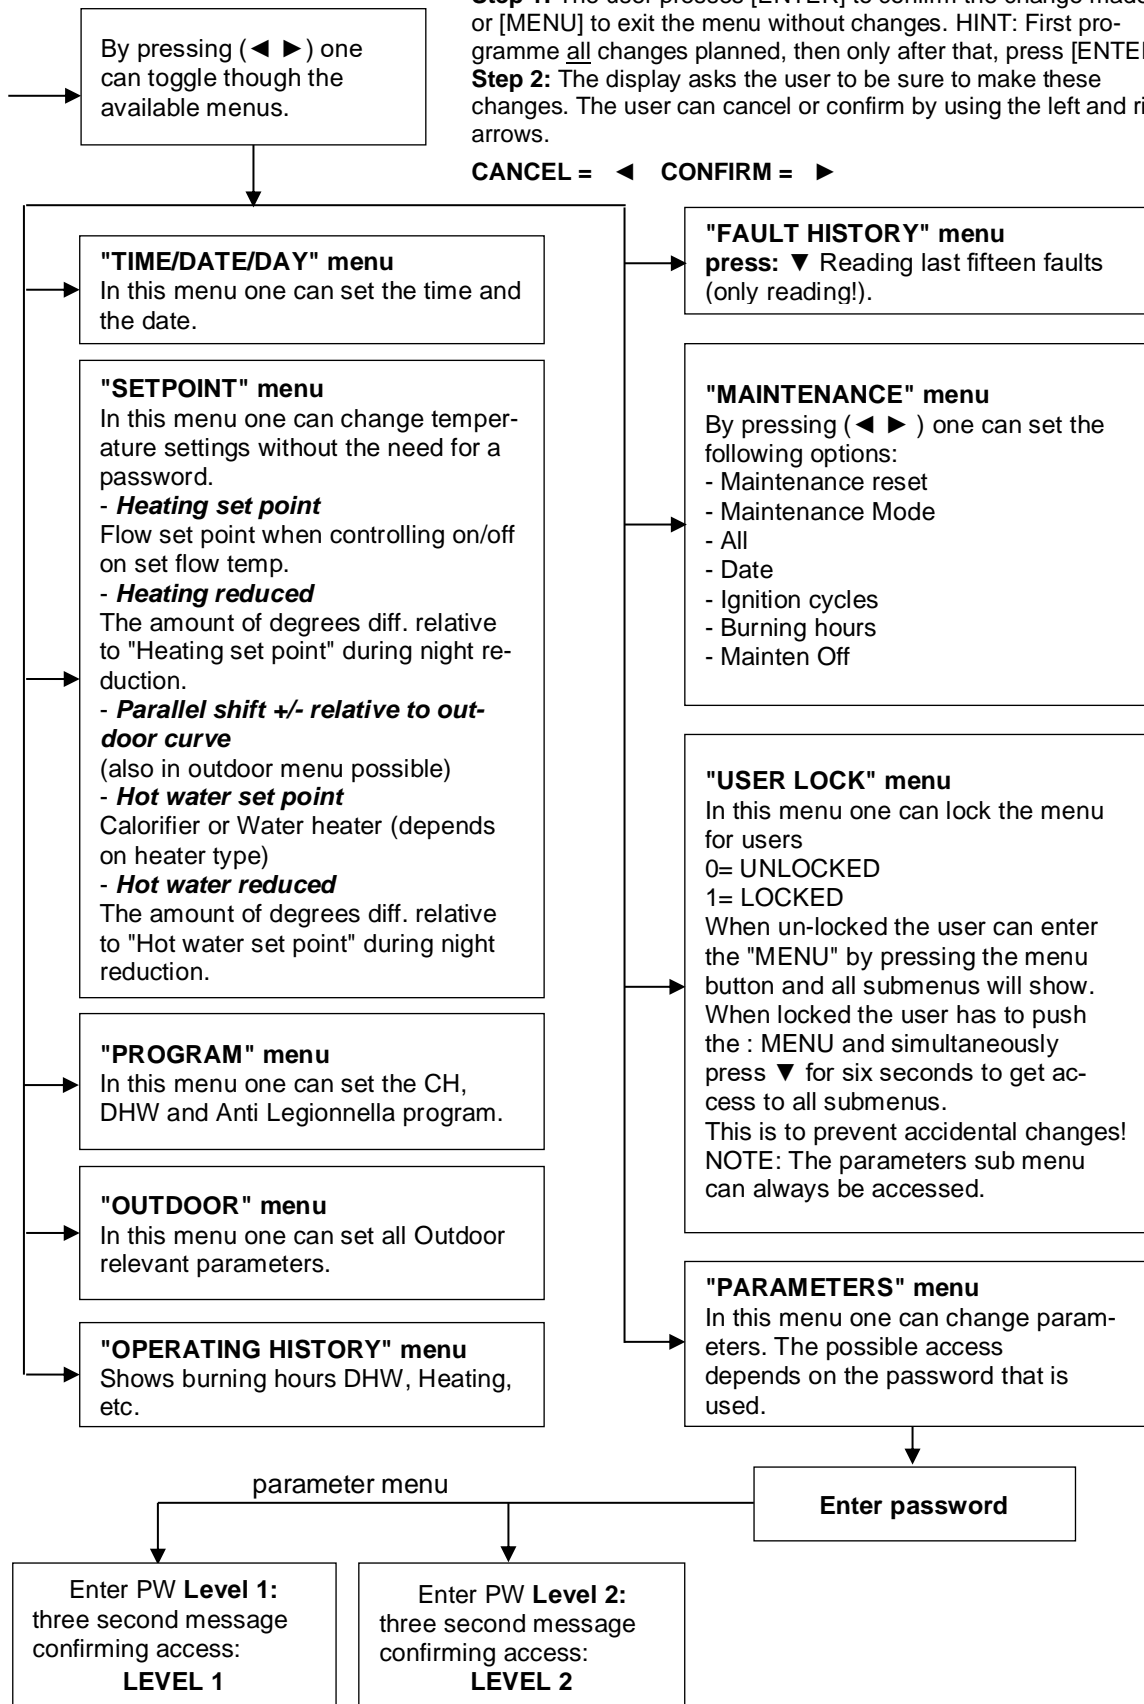 By pressing (◄ ►) one
can toggle though the
available menus.
Step 1: The user presses [ENTER] to confirm the change made
or [MENU] to exit the menu without changes. HINT: First pro-
gramme all changes planned, then only after that, press [ENTE
Step 2: The display asks the user to be sure to make these
changes. The user can cancel or confirm by using the left and ri
arrows.
CANCEL = ◄ CONFIRM = ►
"TIME/DATE/DAY" menu
In this menu one can set the time and
the date.
"SETPOINT" menu
In this menu one can change temper-
ature settings without the need for a
password.
- Heating set point
Flow set point when controlling on/off
on set flow temp.
- Heating reduced
The amount of degrees diff. relative
to "Heating set point" during night re-
duction.
- Parallel shift +/- relative to out-
door curve
(also in outdoor menu possible)
- Hot water set point
Calorifier or Water heater (depends
on heater type)
- Hot water reduced
The amount of degrees diff. relative
to "Hot water set point" during night
reduction.
"PROGRAM" menu
In this menu one can set the CH,
DHW and Anti Legionnella program.
"OUTDOOR" menu
In this menu one can set all Outdoor
relevant parameters.
"OPERATING HISTORY" menu
Shows burning hours DHW, Heating,
etc.
"FAULT HISTORY" menu
press: ▼ Reading last fifteen faults
(only reading!).
"MAINTENANCE" menu
By pressing (◄ ► ) one can set the
following options:
- Maintenance reset
- Maintenance Mode
- All
- Date
- Ignition cycles
- Burning hours
- Mainten Off
"USER LOCK" menu
In this menu one can lock the menu
for users
0= UNLOCKED
1= LOCKED
When un-locked the user can enter
the "MENU" by pressing the menu
button and all submenus will show.
When locked the user has to push
the : MENU and simultaneously
press ▼ for six seconds to get ac-
cess to all submenus.
This is to prevent accidental changes!
NOTE: The parameters sub menu
can always be accessed.
"PARAMETERS" menu
In this menu one can change param-
eters. The possible access
depends on the password that is
used.
parameter menu
Enter password
Enter PW Level 1:
three second message
confirming access:
LEVEL 1
Enter PW Level 2:
three second message
confirming access:
LEVEL 2